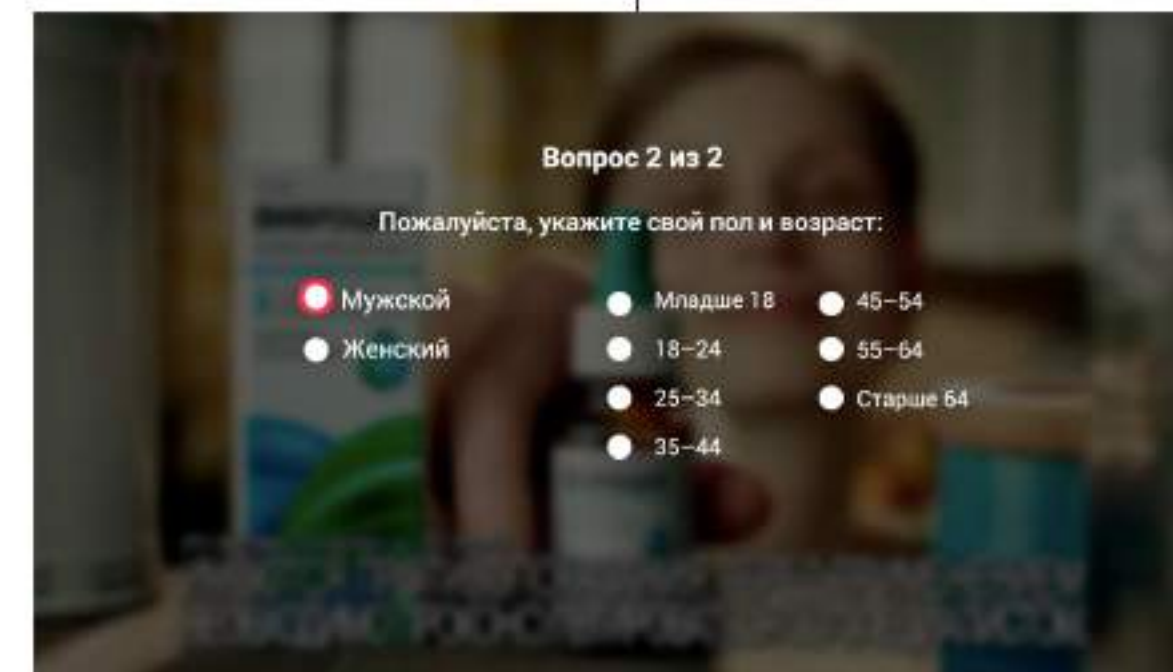 Вопрос 2 из 2
Пожалуйста, укажите свой пол и возраст:
Мужской
Женский
Младше 18
18–24
25–34
35–44
45–54
55–64
Старше 64